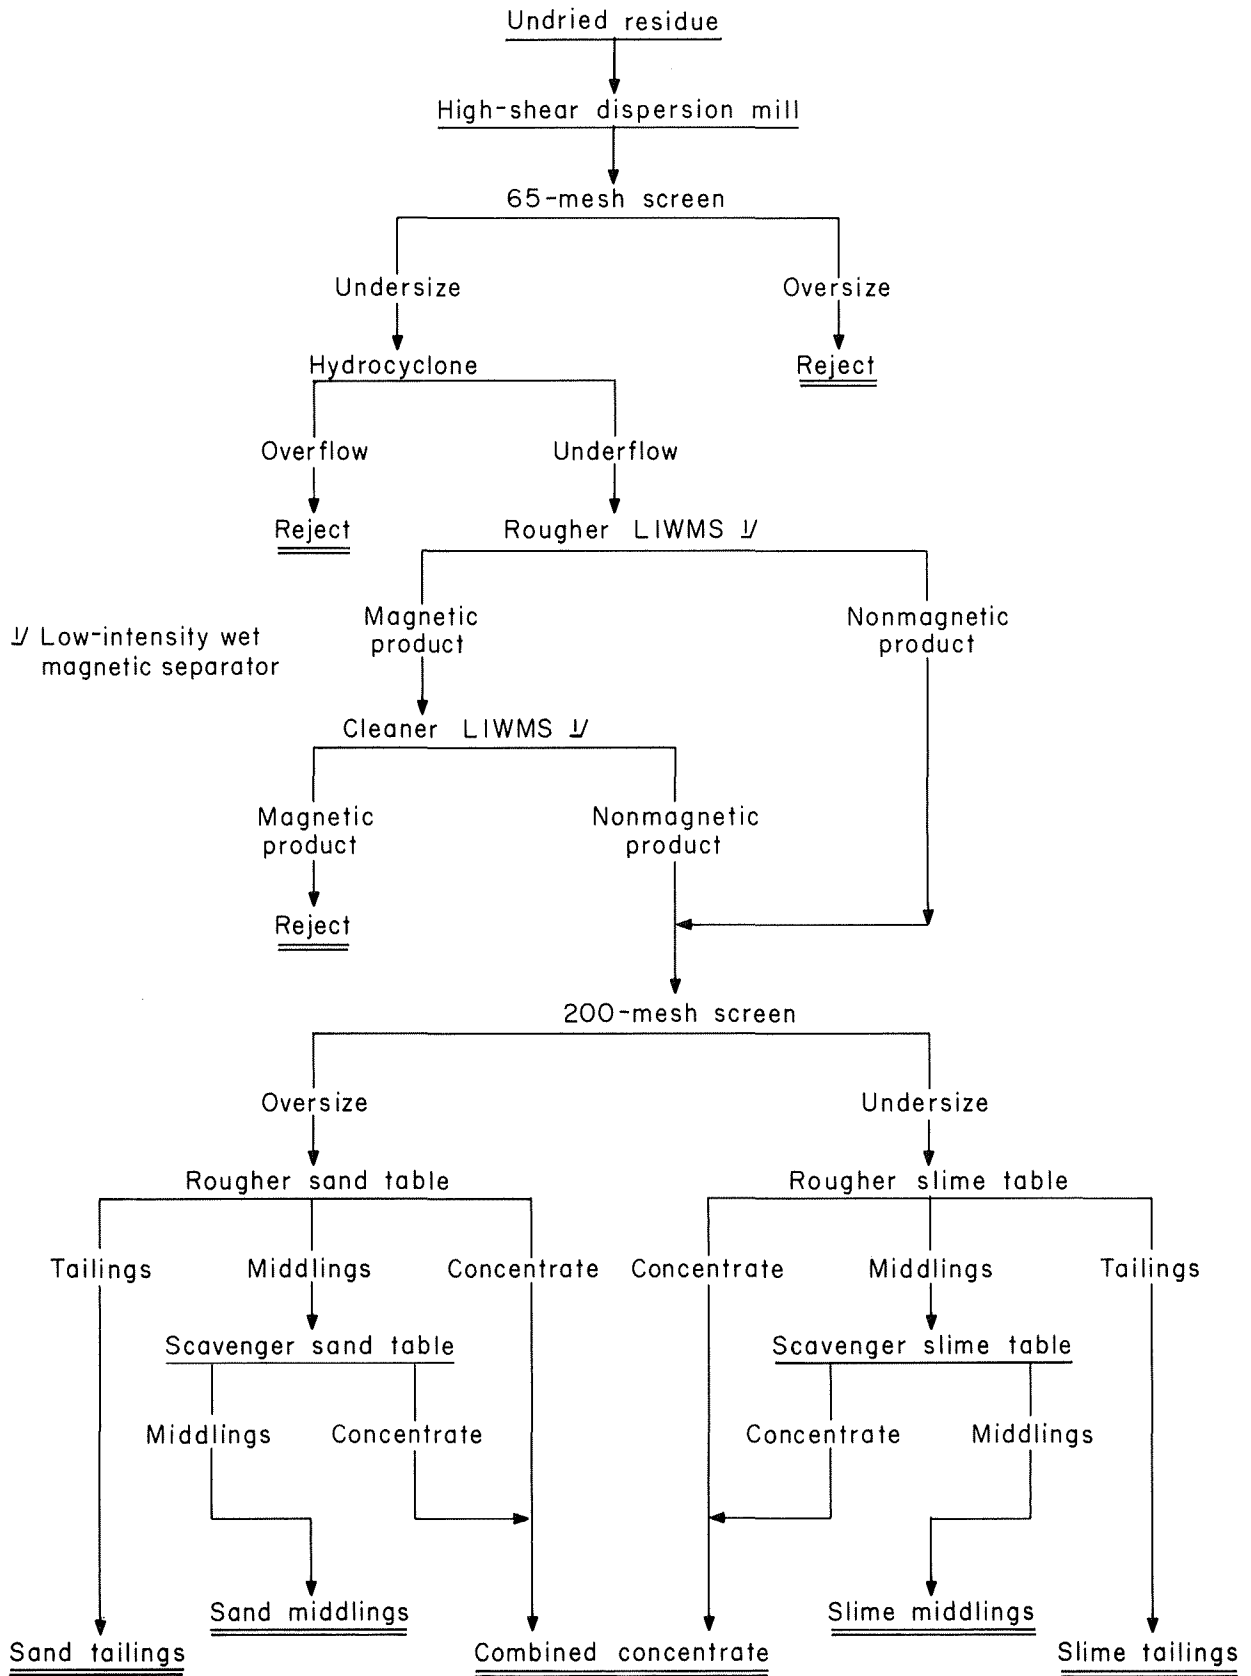 Undried residue
High-shear dispersion mill
65-mesh screen
Undersize
Oversize
Hydrocyclone
Reject
Overflow
Underflow
Reject
Rougher LIWMS 1/
Magnetic
product
Nonmagnetic
product
1/ Low-intensity wet
magnetic separator
Cleaner LIWMS 1/
Magnetic
product
Nonmagnetic
product
Reject
200-mesh screen
Oversize
Undersize
Rougher sand table
Rougher slime table
Tailings
Middlings
Concentrate
Concentrate
Middlings
Tailings
Scavenger sand table
Scavenger slime table
Middlings
Concentrate
Concentrate
Middlings
Sand middlings
Slime middlings
Sand tailings
Combined concentrate
Slime tailings